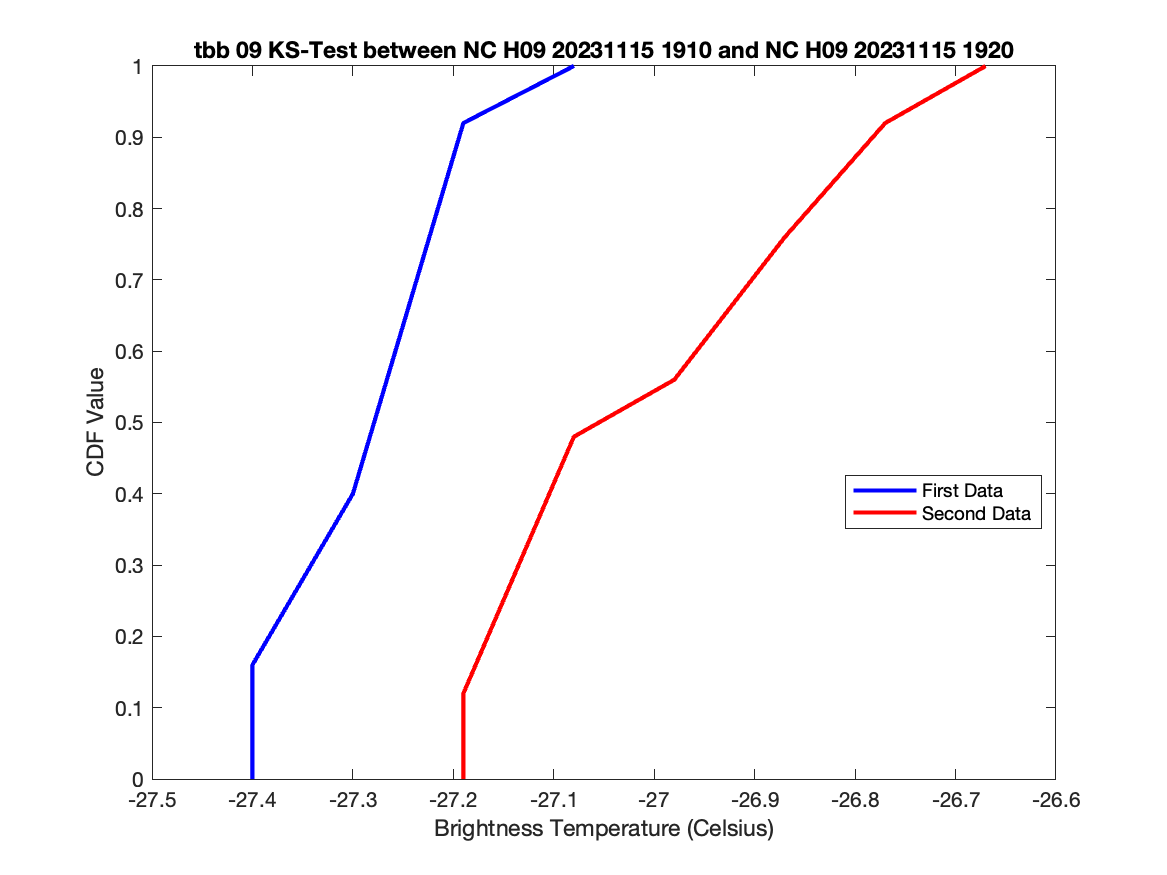 tbb 09 KS-Test between NC H09 20231115 1910 and NC H09 20231115 1920
1
0.9
0.8
0.7
0.6
0.5
0.4
0.3
0.2
0.1
0
CDF Value
First Data
Second Data
-27.5 -27.4 -27.3 -27.2 -27.1 -27 -26.9 -26.8 -26.7 -26.6
Brightness Temperature (Celsius)